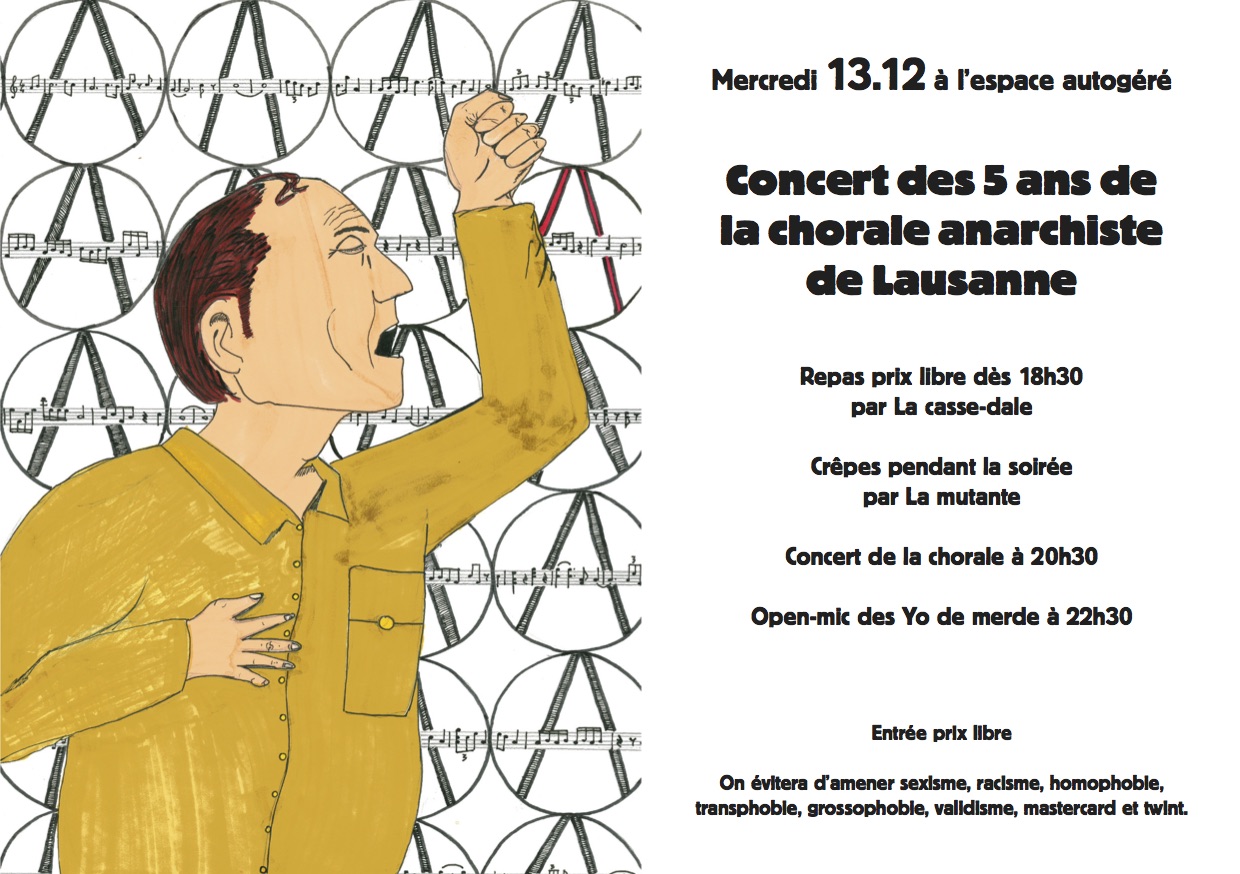 Mercredi 13.12 à l'espace autogéré
Concert des 5 ans de
la chorale anarchiste
de Lausanne
Repas prix libre dès 18h30
par La casse-dale
Crêpes pendant la soirée
par La mutante
Concert de la chorale à 20h30
Open-mic des Yo de merde à 22h30
Entrée prix libre
On évitera d'amener sexisme, racisme, homophobie,
transphobie, grossophobie, validisme, mastercard et twint.